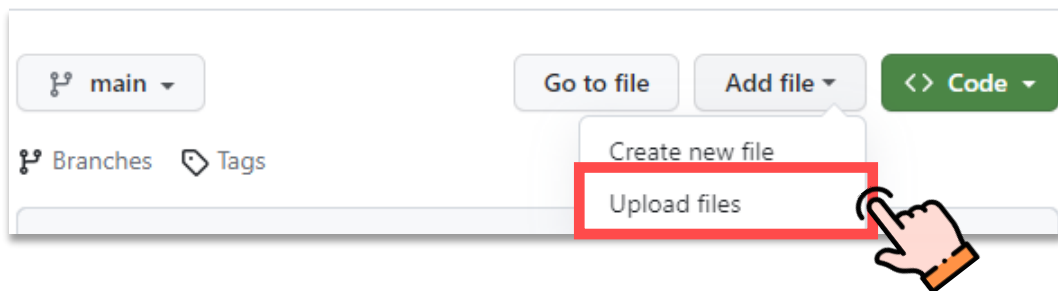 main
Go to file
Add file
<> Code
Branches
Tags
Create new file
Upload files